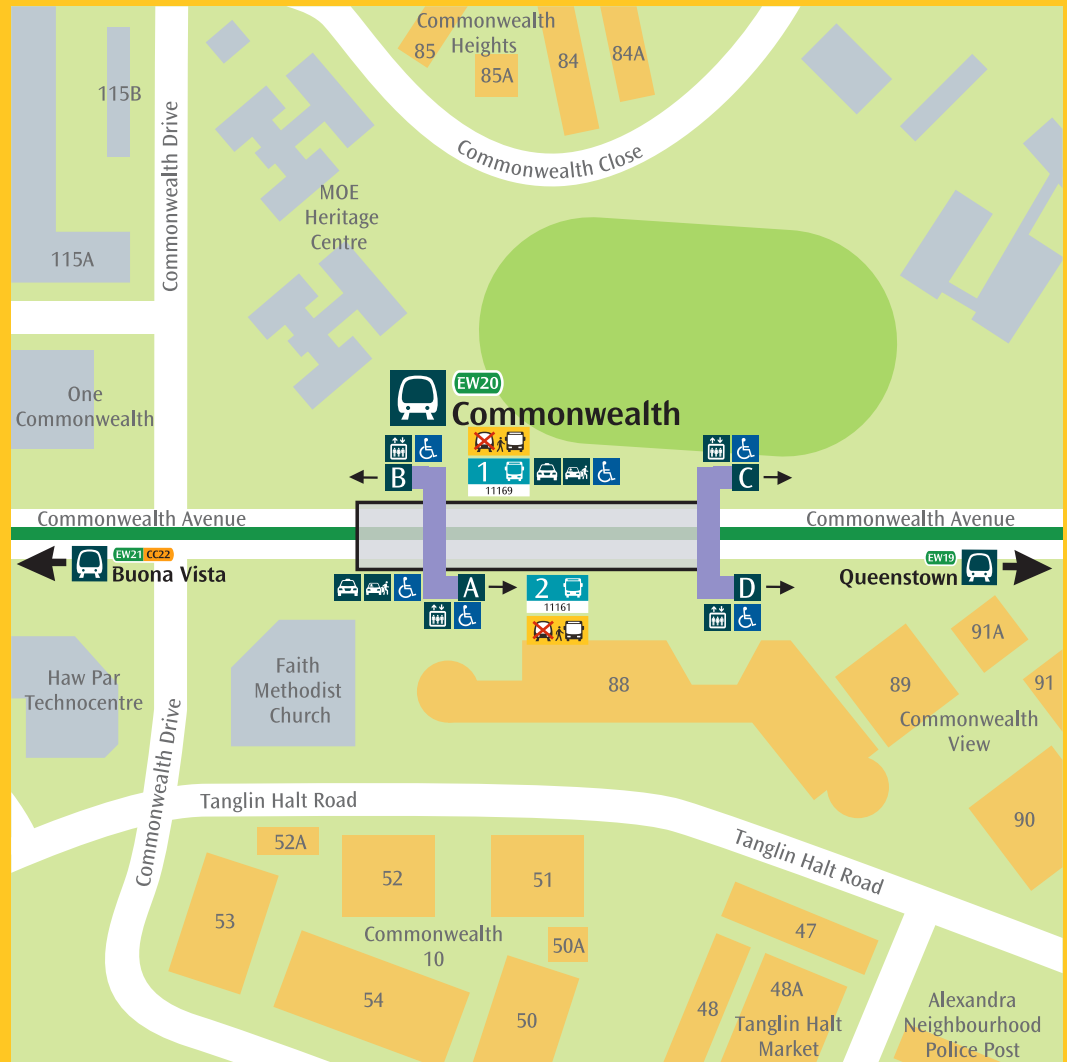 Commonwealth
Heights
85
85A
84
84A
115B
Commonwealth Drive
Commonwealth Close
MOE
Heritage
Centre
115A
One
Commonwealth
EW20
Commonwealth
B
1
11169
C
Commonwealth Avenue
Commonwealth Avenue
EW21 CC22
Buona Vista
EW19
Queenstown
A
2
11161
D
Haw Par
Technocentre
Faith
Methodist
Church
88
89
91A
91
Commonwealth
View
90
Commonwealth Drive
Tanglin Halt Road
Tanglin Halt Road
52A
52
51
53
Commonwealth
10
50A
54
50
47
48
48A
Tanglin Halt
Market
Alexandra
Neighbourhood
Police Post